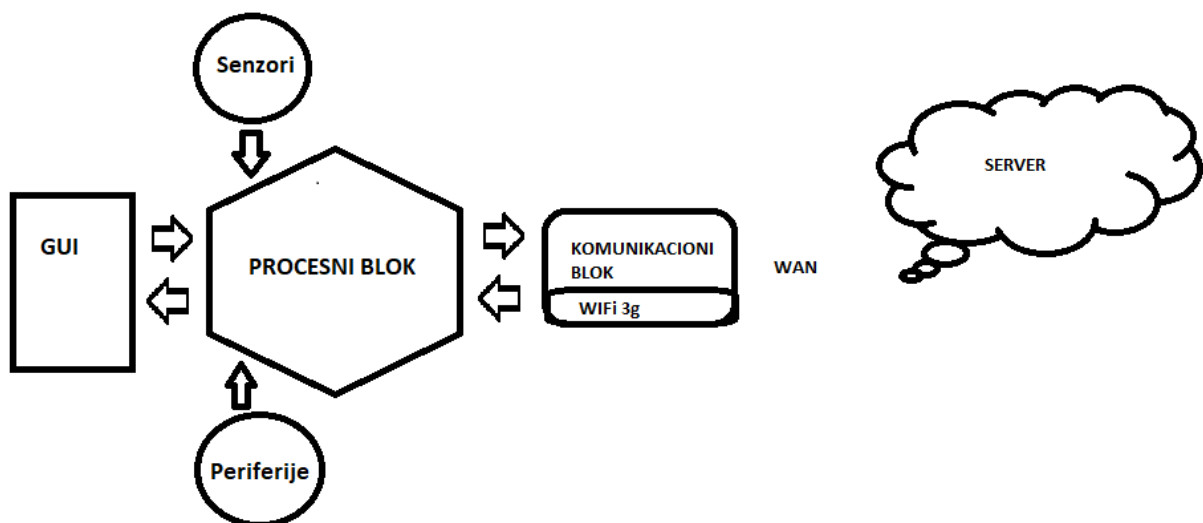 Senzori
SERVER
GUI
PROCESNI BLOK
KOMUNIKACIONI
BLOK
WIFi 3g
WAN
Periferije